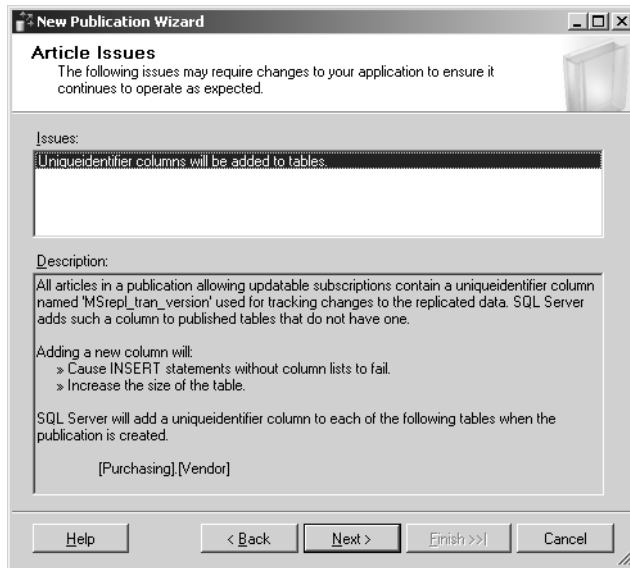 New Publication Wizard
Article Issues
The following issues may require changes to your application to ensure it
continues to operate as expected.
Issues:
Uniqueidentifier columns will be added to tables.
Description:
All articles in a publication allowing updatable subscriptions contain a uniqueidentifier column
named 'MSrepl_tran_version' used for tracking changes to the replicated data. SQL Server
adds such a column to published tables that do not have one.
Adding a new column will:
» Cause INSERT statements without column lists to fail.
» Increase the size of the table.
SQL Server will add a uniqueidentifier column to each of the following tables when the
publication is created.
[Purchasing].[Vendor]
Help < Back Next > Finish >>| Cancel